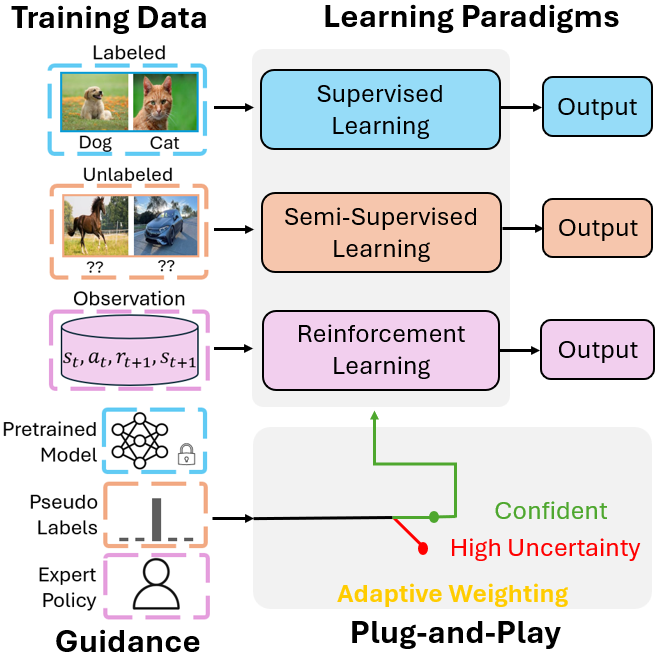 Training Data
Learning Paradigms
Labeled
Dog
Cat
Supervised
Learning
Output
Unlabeled
??
??
Semi-Supervised
Learning
Output
Observation
s_t, a_t, r_{t+1}, s_{t+1}
Reinforcement
Learning
Output
Pretrained
Model
Pseudo
Labels
Expert
Policy
Guidance
Confident
High Uncertainty
Adaptive Weighting
Plug-and-Play